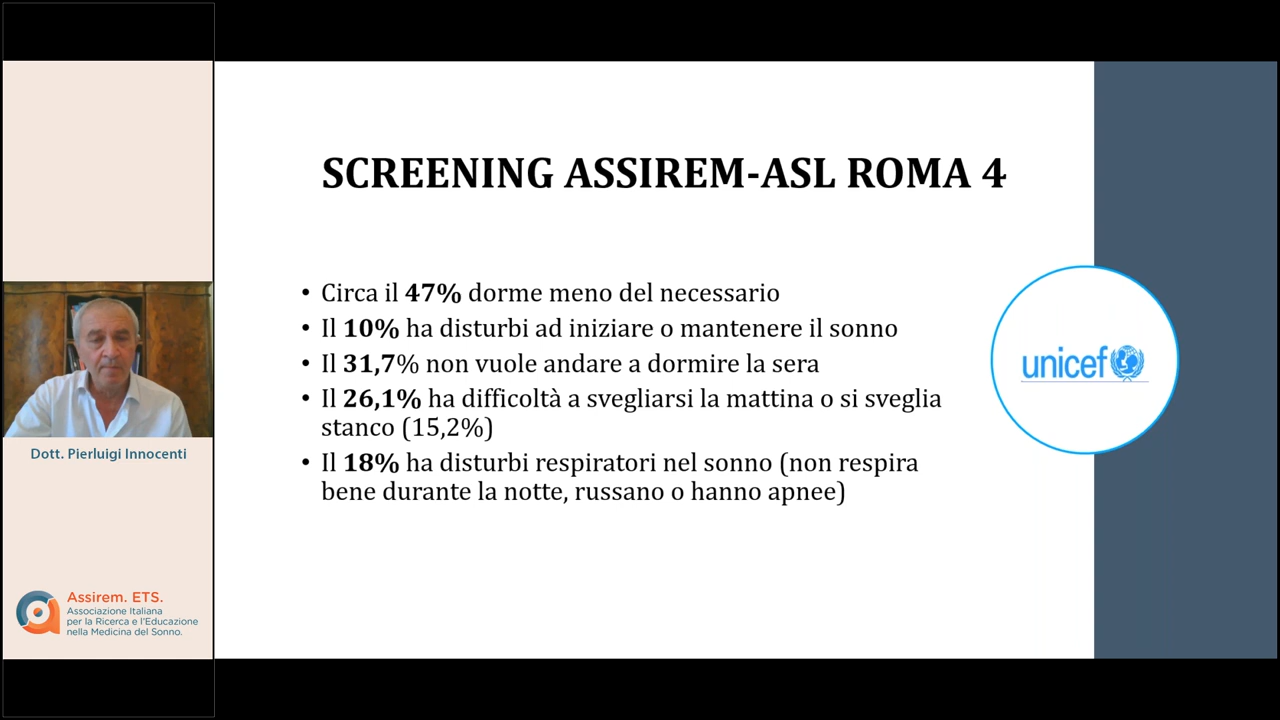 SCREENING ASSIREM-ASL ROMA 4
• Circa il 47% dorme meno del necessario
• Il 10% ha disturbi ad iniziare o mantenere il sonno
• Il 31,7% non vuole andare a dormire la sera
• Il 26,1% ha difficoltà a svegliarsi la mattina o si sveglia
stanco (15,2%)
• Il 18% ha disturbi respiratori nel sonno (non respira
bene durante la notte, russano o hanno apnee)
unicef
Dott. Pierluigi Innocenti
Assirem. ETS.
Associazione Italiana
per la Ricerca e l'Educazione
nella Medicina del Sonno.